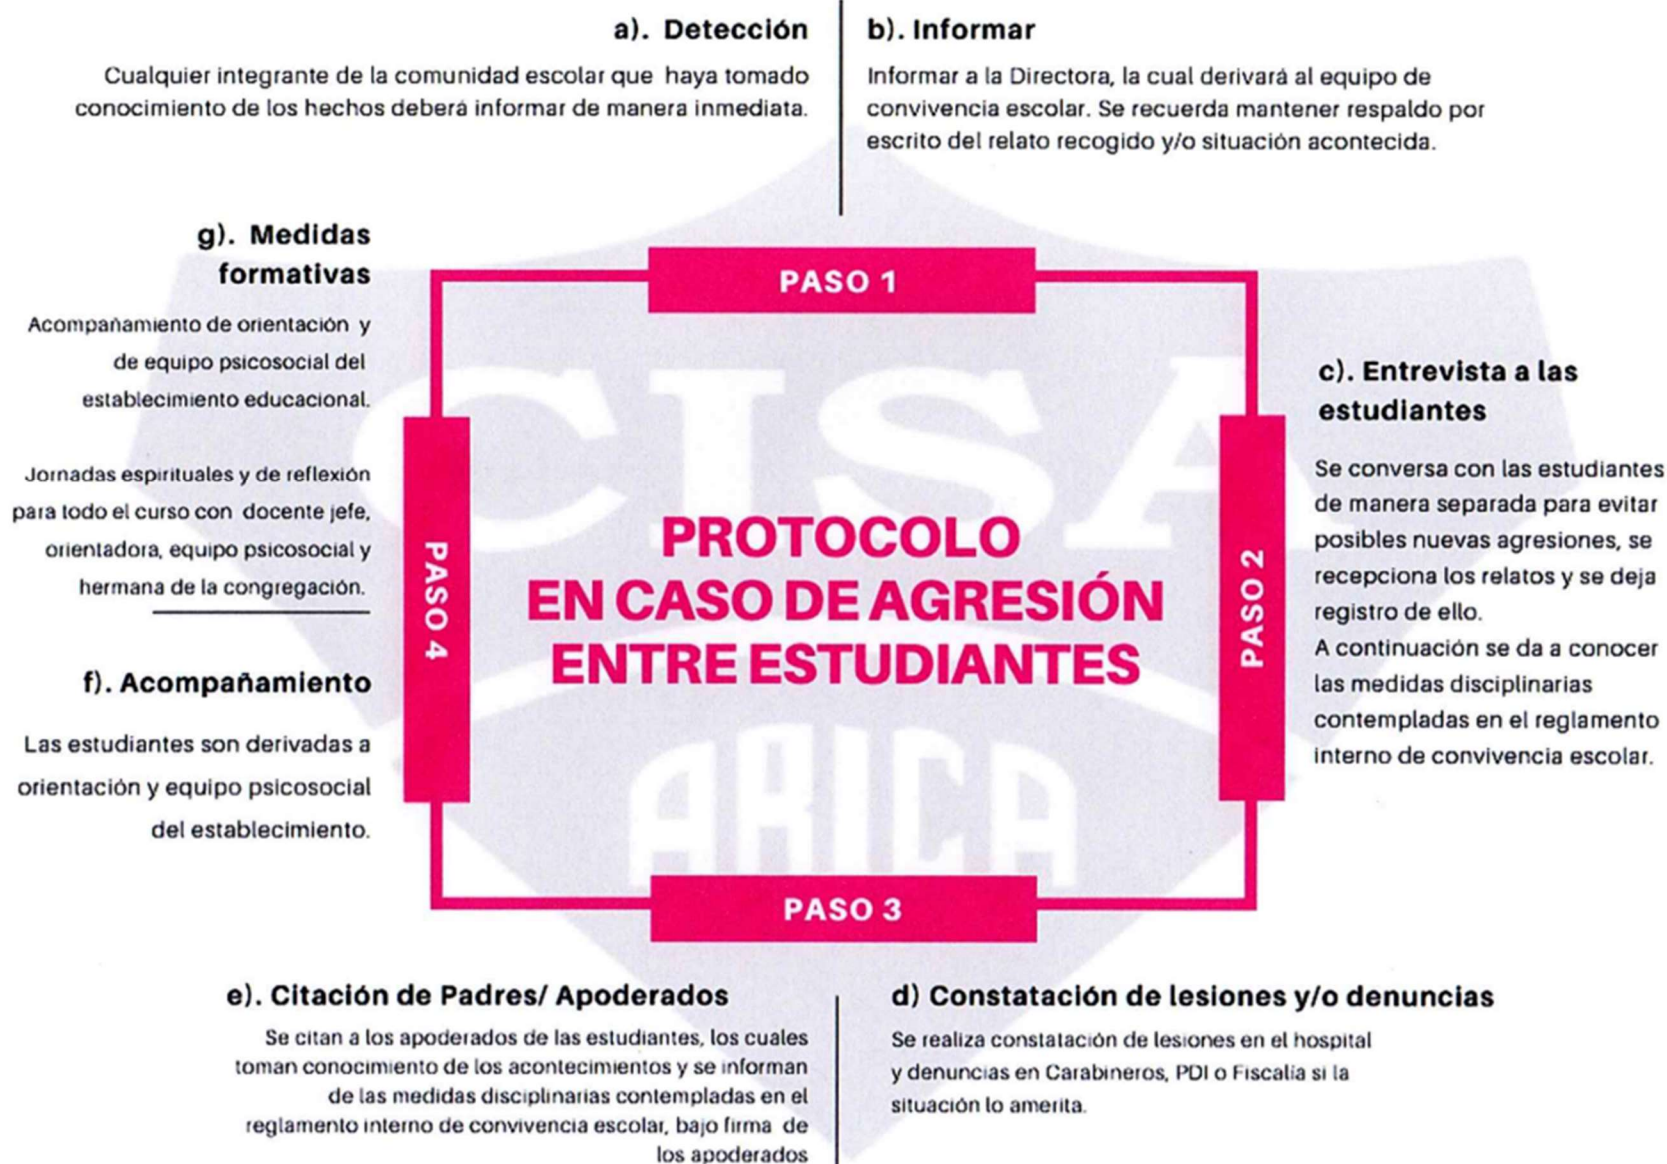 a). Detección
Cualquier integrante de la comunidad escolar que haya tomado
conocimiento de los hechos deberá informar de manera inmediata.
b). Informar
Informar a la Directora, la cual derivará al equipo de
convivencia escolar. Se recuerda mantener respaldo por
escrito del relato recogido y/o situación acontecida.
PASO 1
c). Entrevista a las
estudiantes
Se conversa con las estudiantes
de manera separada para evitar
posibles nuevas agresiones, se
recepciona los relatos y se deja
registro de ello.
A continuación se da a conocer
las medidas disciplinarias
contempladas en el reglamento
interno de convivencia escolar.
PASO 2
CISA
PROTOCOLO
EN CASO DE AGRESIÓN
ENTRE ESTUDIANTES
ARICA
PASO 3
d) Constatación de lesiones y/o denuncias
Se realiza constatación de lesiones en el hospital
y denuncias en Carabineros, PDI o Fiscalía si la
situación lo amerita.
e). Citación de Padres/ Apoderados
Se citan a los apoderados de las estudiantes, los cuales
toman conocimiento de los acontecimientos y se informan
de las medidas disciplinarias contempladas en el
reglamento interno de convivencia escolar, bajo firma de
los apoderados
PASO 4
f). Acompañamiento
Las estudiantes son derivadas a
orientación y equipo psicosocial
del establecimiento.
g). Medidas
formativas
Acompañamiento de orientación y
de equipo psicosocial del
establecimiento educacional.
Jornadas espirituales y de reflexión
para todo el curso con docente jefe,
orientadora, equipo psicosocial y
hermana de la congregación.